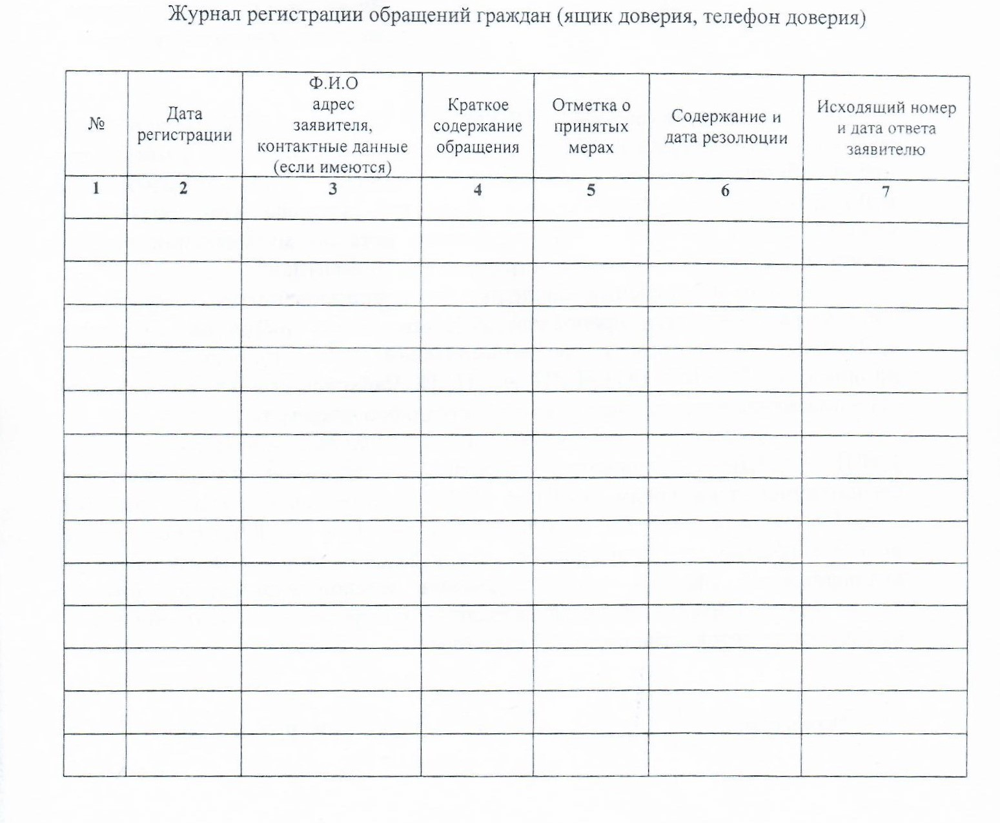 Журнал регистрации обращений граждан (ящик доверия, телефон доверия)
№
Дата
регистрации
Ф.И.О
адрес
заявителя,
контактные данные
(если имеются)
Краткое
содержание
обращения
Отметка о
принятых
мерах
Содержание и
дата резолюции
Исходящий номер
и дата ответа
заявителю
1 2 3 4 5 6 7